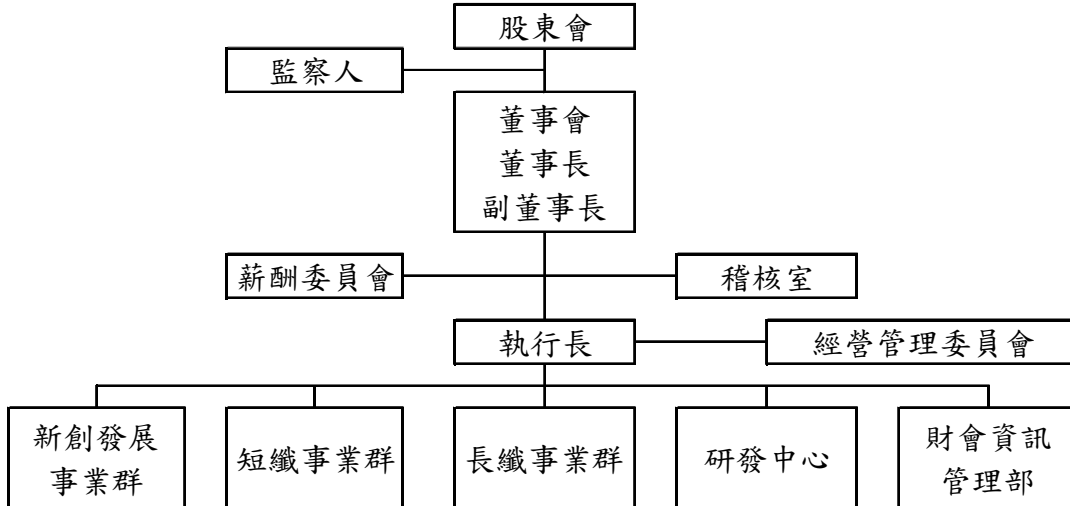 股東會
監察人
董事會
董事長
副董事長
薪酬委員會
稽核室
執行長
經營管理委員會
新創發展
事業群
短纖事業群
長纖事業群
研發中心
財會資訊
管理部